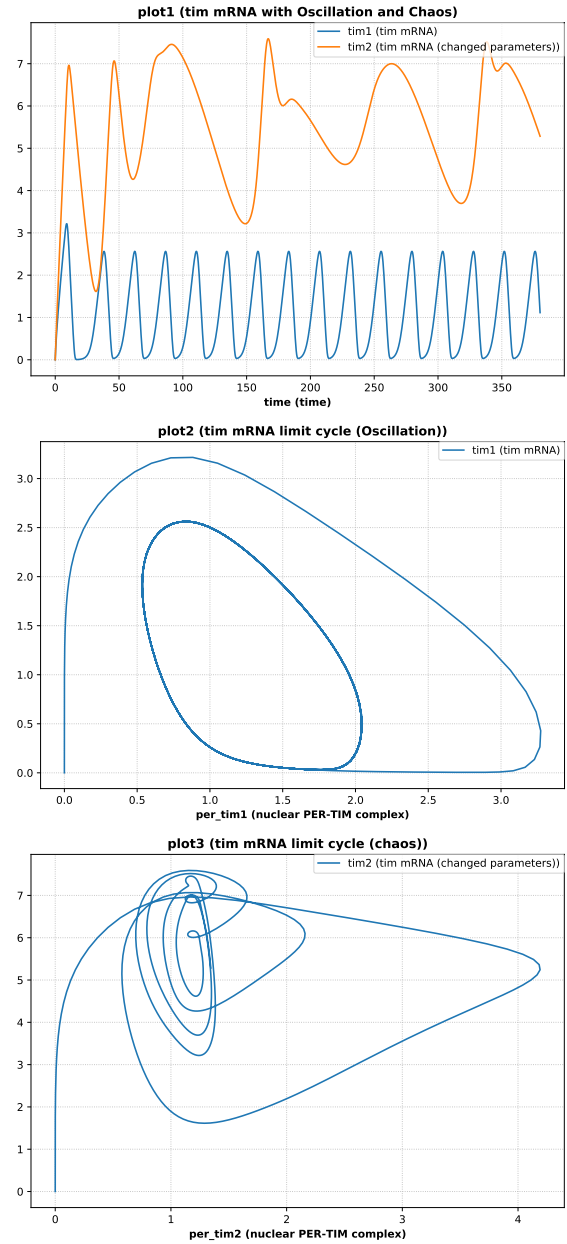 plot1 (tim mRNA with Oscillation and Chaos)
tim1 (tim mRNA)
tim2 (tim mRNA (changed parameters))
7
6
5
4
3
2
1
0
0 50 100 150 200 250 300 350
time (time)
plot2 (tim mRNA limit cycle (Oscillation))
tim1 (tim mRNA)
3.0
2.5
2.0
1.5
1.0
0.5
0.0
0.0 0.5 1.0 1.5 2.0 2.5 3.0
per_tim1 (nuclear PER-TIM complex)
plot3 (tim mRNA limit cycle (chaos))
tim2 (tim mRNA (changed parameters))
7
6
5
4
3
2
1
0
0 1 2 3 4
per_tim2 (nuclear PER-TIM complex)